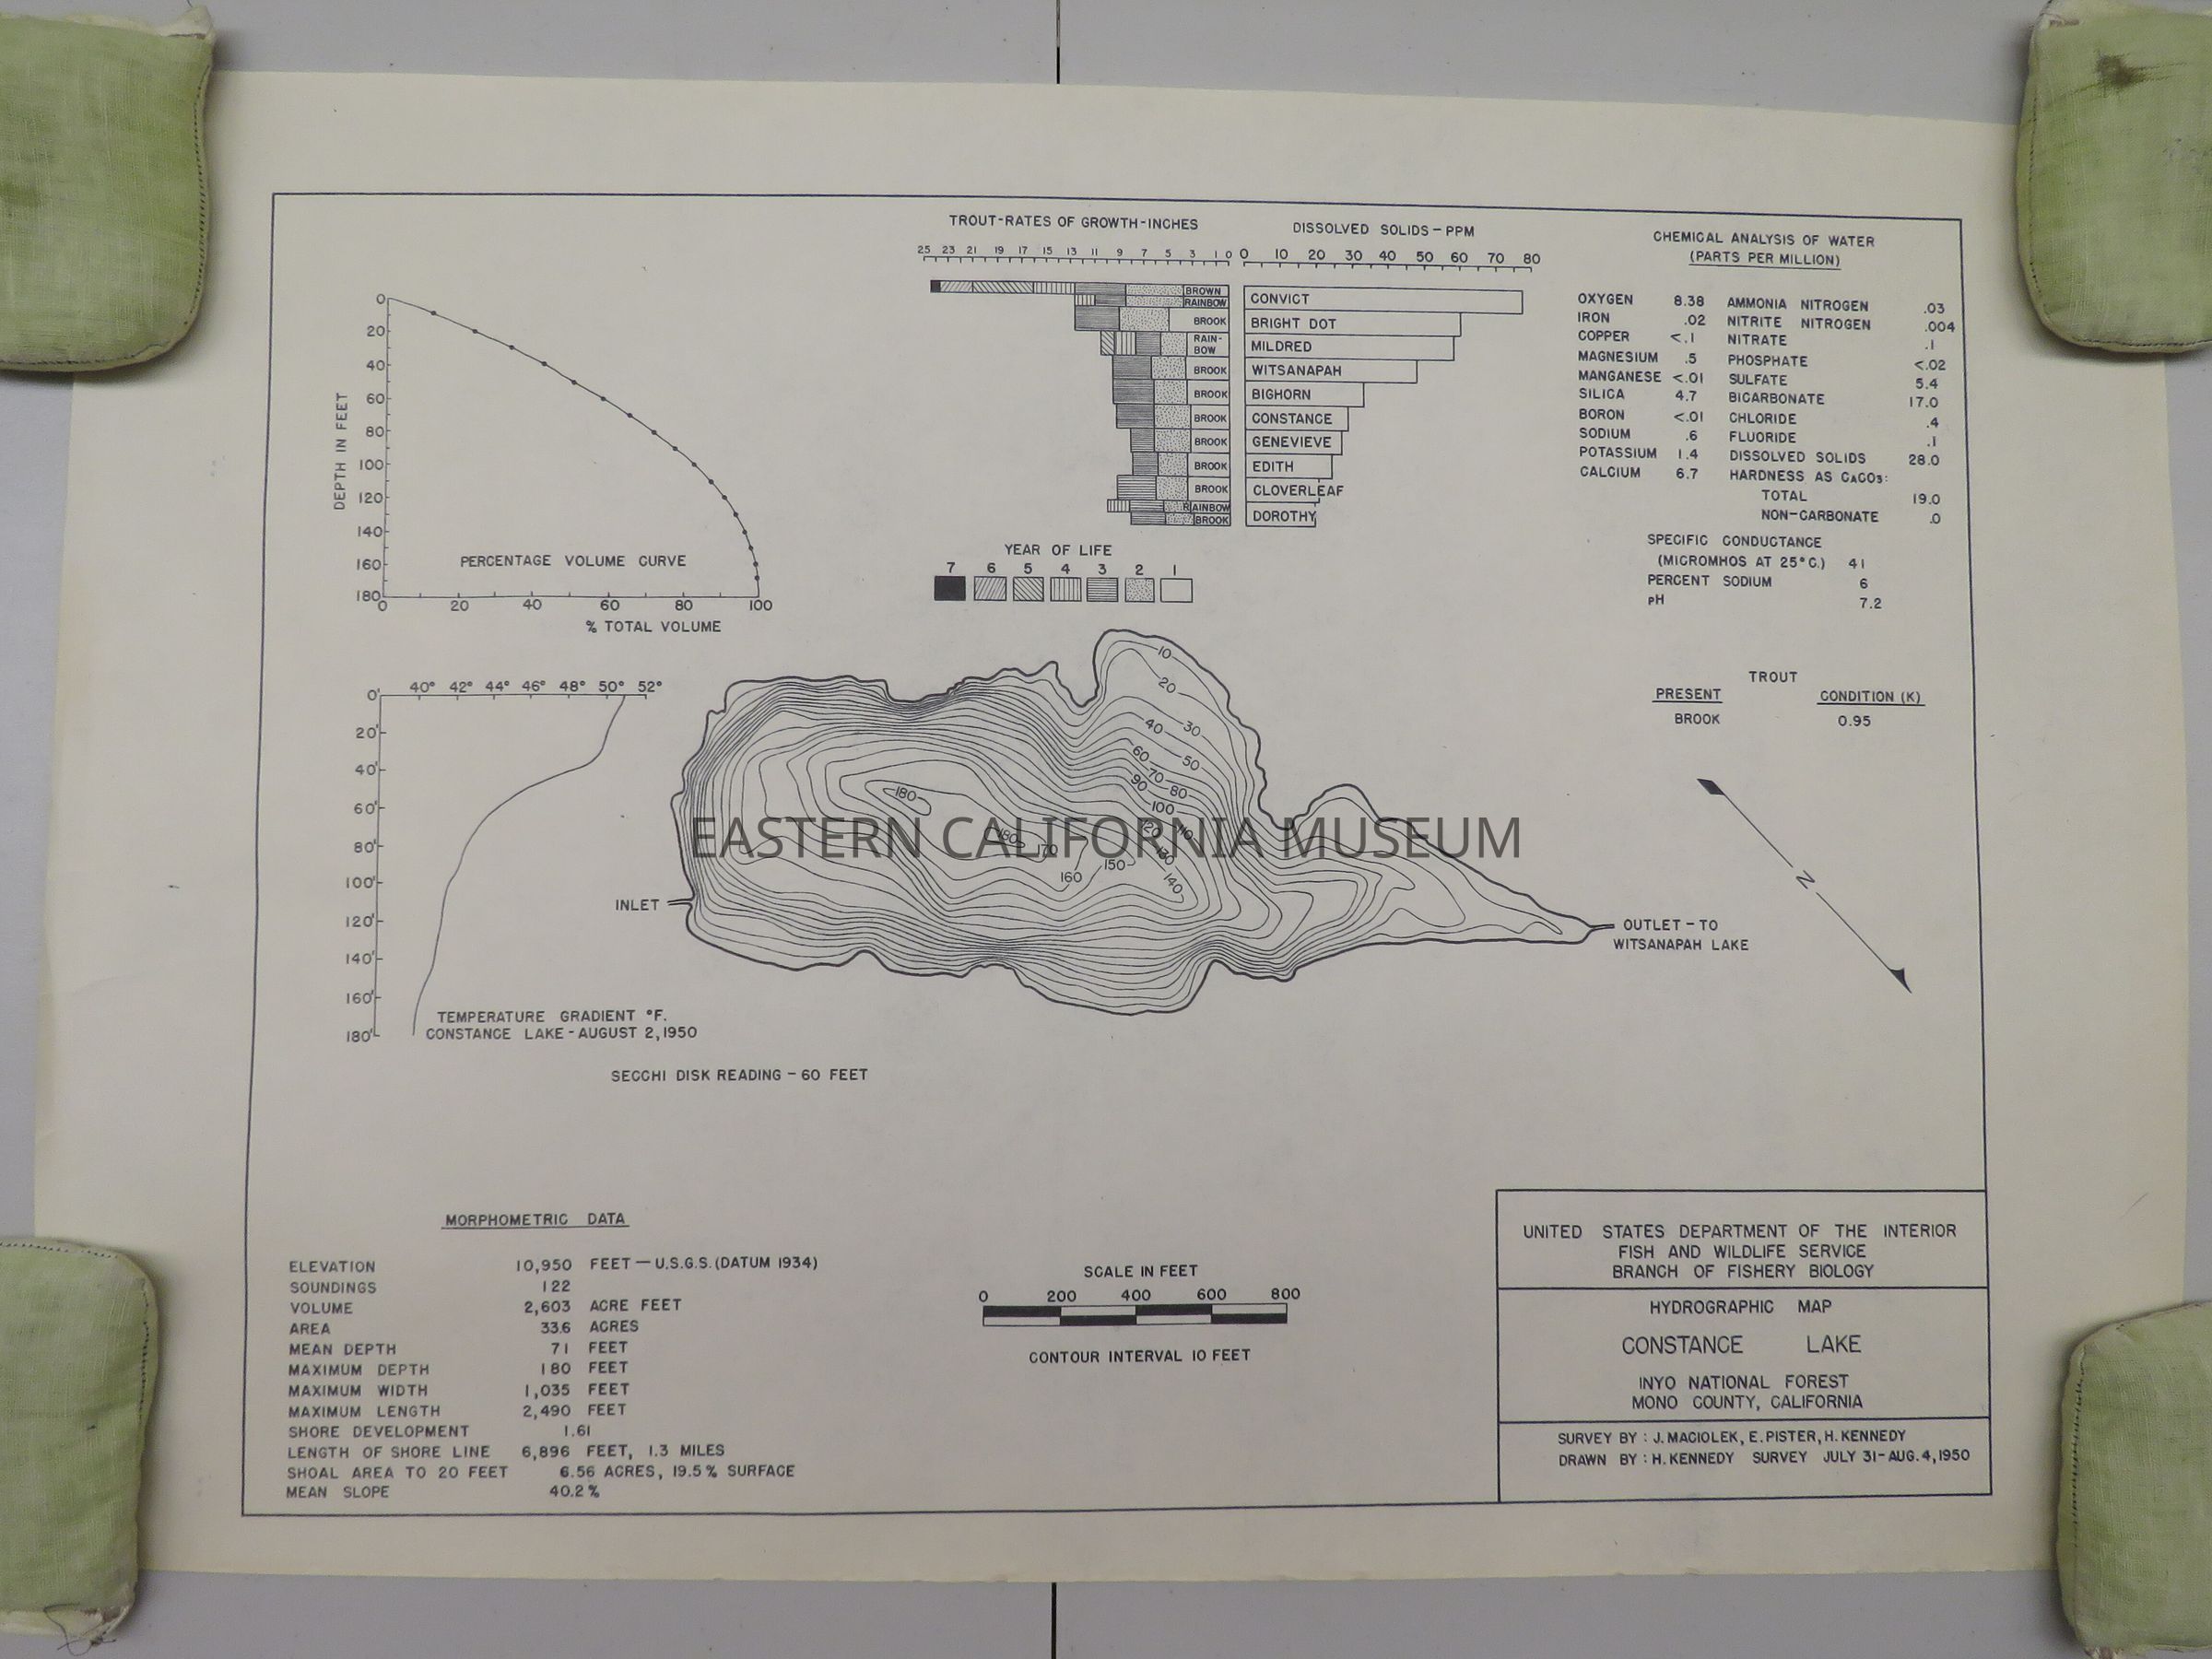 TROUT-RATES OF GROWTH-INCHES
25 23 21 19 17 15 13 11 9 7 5 3 1 0
BROWN
RAINBOW
BROOK
RAIN-
BOW
BROOK
BROOK
BROOK
BROOK
BROOK
BROOK
RAINBOW
BROOK
YEAR OF LIFE
7 6 5 4 3 2 1
DISSOLVED SOLIDS-PPM
0 10 20 30 40 50 60 70 80
CONVICT
BRIGHT DOT
MILDRED
WITSANAPAH
BIGHORN
CONSTANCE
GENEVIEVE
EDITH
CLOVERLEAF
DOROTHY
CHEMICAL ANALYSIS OF WATER
(PARTS PER MILLION)
OXYGEN 8.38 AMMONIA NITROGEN .03
IRON .02 NITRITE NITROGEN .004
COPPER <.1 NITRATE .1
MAGNESIUM .5 PHOSPHATE <.02
MANGANESE <.01 SULFATE 5.4
SILICA 4.7 BICARBONATE 17.0
BORON <.01 CHLORIDE .4
SODIUM .6 FLUORIDE .1
POTASSIUM 1.4 DISSOLVED SOLIDS 28.0
CALCIUM 6.7 HARDNESS AS CACO3:
TOTAL 19.0
NON-CARBONATE .0
SPECIFIC CONDUCTANCE
(MICROMHOS AT 25°C.) 41
PERCENT SODIUM 6
pH 7.2
DEPTH IN FEET
0
20
40
60
80
100
120
140
160
180
PERCENTAGE VOLUME CURVE
0 20 40 60 80 100
% TOTAL VOLUME
TROUT
PRESENT CONDITION (K)
BROOK 0.95
40° 42° 44° 46° 48° 50° 52°
0'
20'
40'
60'
80'
100'
120'
140'
160'
180'
TEMPERATURE GRADIENT °F.
CONSTANCE LAKE-AUGUST 2,1950
SECCHI DISK READING-60 FEET
10
20
30
40
50
60
70
80
90
100
110
120
130
140
150
160
170
180
180
INLET
OUTLET-TO
WITSANAPAH LAKE
N
EASTERN CALIFORNIA MUSEUM
MORPHOMETRIC DATA
ELEVATION 10,950 FEET-U.S.G.S.(DATUM 1934)
SOUNDINGS 122
VOLUME 2,603 ACRE FEET
AREA 33.6 ACRES
MEAN DEPTH 71 FEET
MAXIMUM DEPTH 180 FEET
MAXIMUM WIDTH 1,035 FEET
MAXIMUM LENGTH 2,490 FEET
SHORE DEVELOPMENT 1.61
LENGTH OF SHORE LINE 6,896 FEET, 1.3 MILES
SHOAL AREA TO 20 FEET 6.56 ACRES, 19.5% SURFACE
MEAN SLOPE 40.2%
SCALE IN FEET
0 200 400 600 800
CONTOUR INTERVAL 10 FEET
UNITED STATES DEPARTMENT OF THE INTERIOR
FISH AND WILDLIFE SERVICE
BRANCH OF FISHERY BIOLOGY
HYDROGRAPHIC MAP
CONSTANCE LAKE
INYO NATIONAL FOREST
MONO COUNTY, CALIFORNIA
SURVEY BY: J. MACIOLEK, E. PISTER, H. KENNEDY
DRAWN BY: H. KENNEDY SURVEY JULY 31-AUG.4,1950